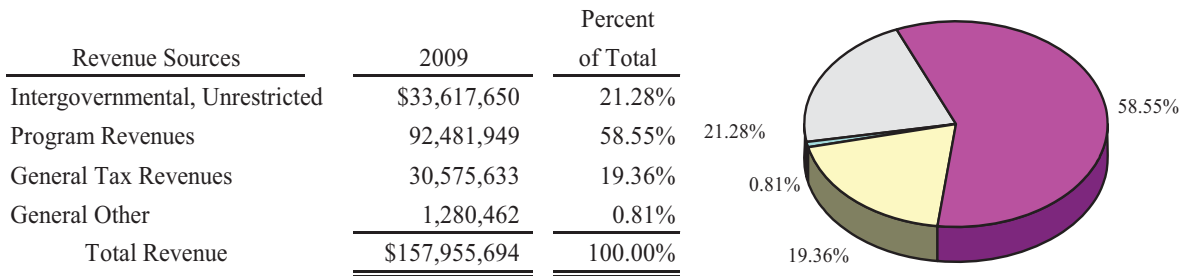 Percent
Revenue Sources 2009 of Total
Intergovernmental, Unrestricted $33,617,650 21.28%
Program Revenues 92,481,949 58.55%
General Tax Revenues 30,575,633 19.36%
General Other 1,280,462 0.81%
Total Revenue $157,955,694 100.00%
58.55%
21.28%
0.81%
19.36%